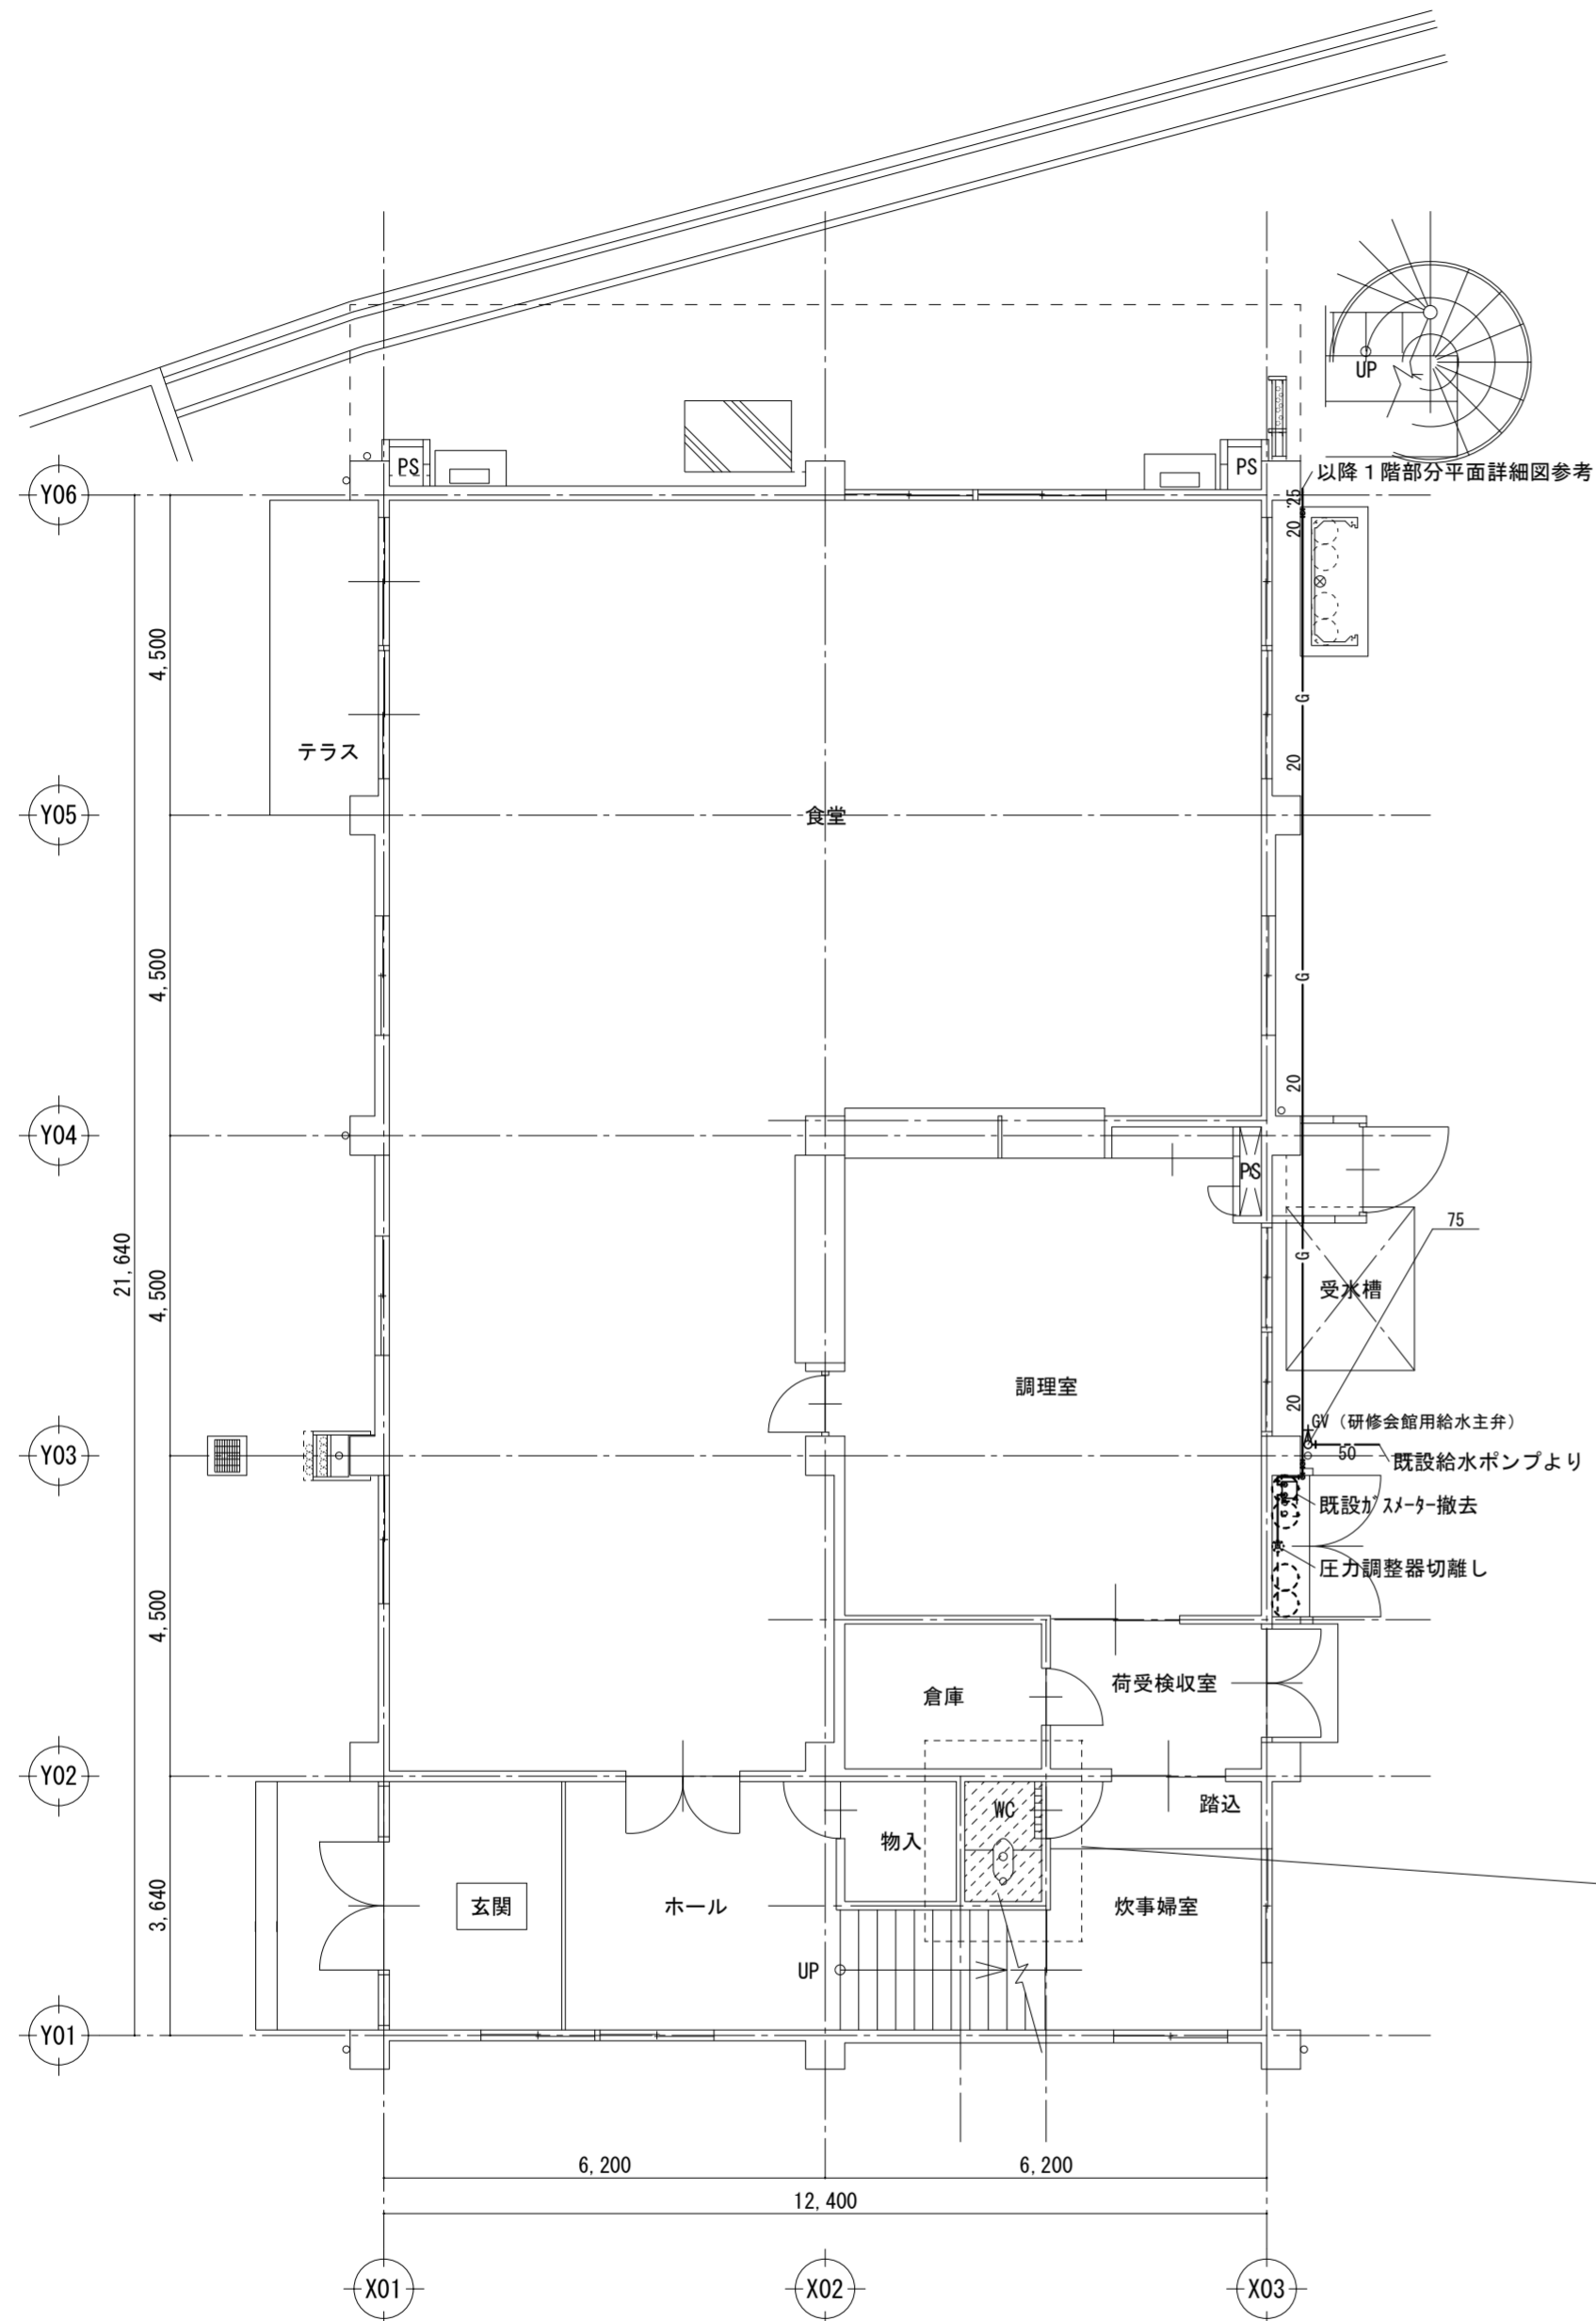 UP
PS
PS
以降１階部分平面詳細図参考
Y06
25
20
4,500
G
テラス
20
Y05
食堂
4,500
G
20
Y04
PS
75
21,640
4,500
G
受水槽
調理室
20
GV（研修会館用給水主弁）
Y03
50
既設給水ポンプより
既設ｶﾞｽﾒｰﾀｰ撤去
圧力調整器切離し
4,500
倉庫
荷受検収室
Y02
踏込
WC
物入
3,640
玄関
ホール
炊事婦室
UP
Y01
6,200
6,200
12,400
X01
X02
X03